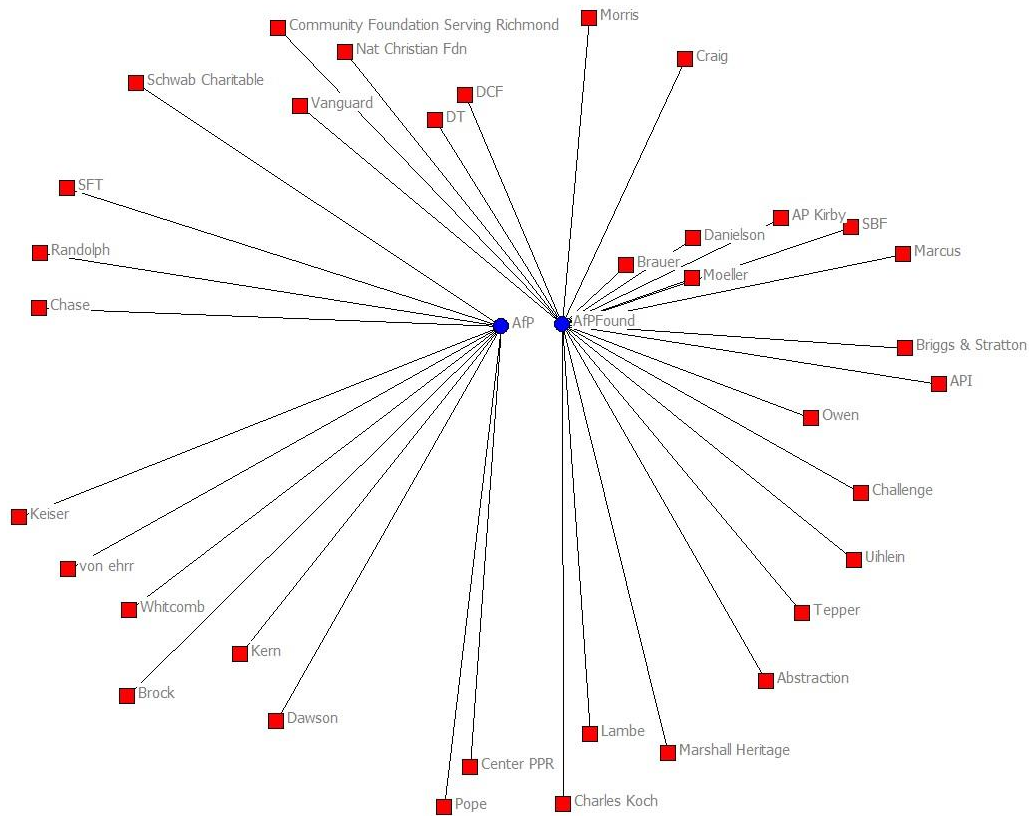 Morris
Community Foundation Serving Richmond
Nat Christian Fdn
Craig
Schwab Charitable
DCF
Vanguard
DT
SFT
AP Kirby
SBF
Danielson
Randolph
Marcus
Brauer
Moeller
Chase
AfP
AfPFound
Briggs & Stratton
API
Owen
Challenge
Keiser
Uihlein
von ehrr
Whitcomb
Tepper
Kern
Abstraction
Brock
Dawson
Lambe
Marshall Heritage
Center PPR
Charles Koch
Pope